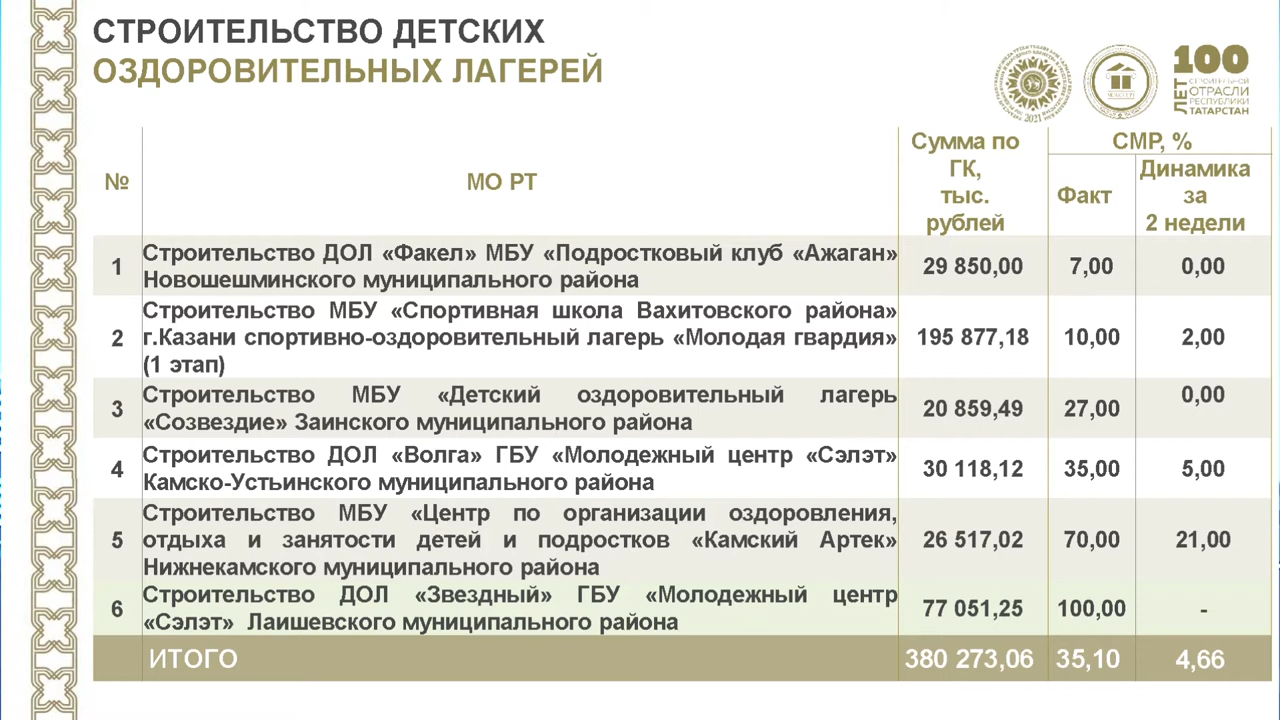 СТРОИТЕЛЬСТВО ДЕТСКИХ
ОЗДОРОВИТЕЛЬНЫХ ЛАГЕРЕЙ
2021
100
ЛЕТ
СТРОИТЕЛЬНОЙ
ОТРАСЛИ
РЕСПУБЛИКИ
ТАТАРСТАН
№
МО РТ
Сумма по
ГК,
тыс.
рублей
СМР, %
Факт
Динамика
за
2 недели
1
Строительство ДОЛ «Факел» МБУ «Подростковый клуб «Ажаган»
Новошешминского муниципального района
29 850,00
7,00
0,00
2
Строительство МБУ «Спортивная школа Вахитовского района»
г.Казани спортивно-оздоровительный лагерь «Молодая гвардия»
(1 этап)
195 877,18
10,00
2,00
3
Строительство МБУ «Детский оздоровительный лагерь
«Созвездие» Заинского муниципального района
20 859,49
27,00
0,00
4
Строительство ДОЛ «Волга» ГБУ «Молодежный центр «Сэлэт»
Камско-Устьинского муниципального района
30 118,12
35,00
5,00
5
Строительство МБУ «Центр по организации оздоровления,
отдыха и занятости детей и подростков «Камский Артек»
Нижнекамского муниципального района
26 517,02
70,00
21,00
6
Строительство ДОЛ «Звездный» ГБУ «Молодежный центр
«Сэлэт» Лаишевского муниципального района
77 051,25
100,00
-
ИТОГО
380 273,06
35,10
4,66